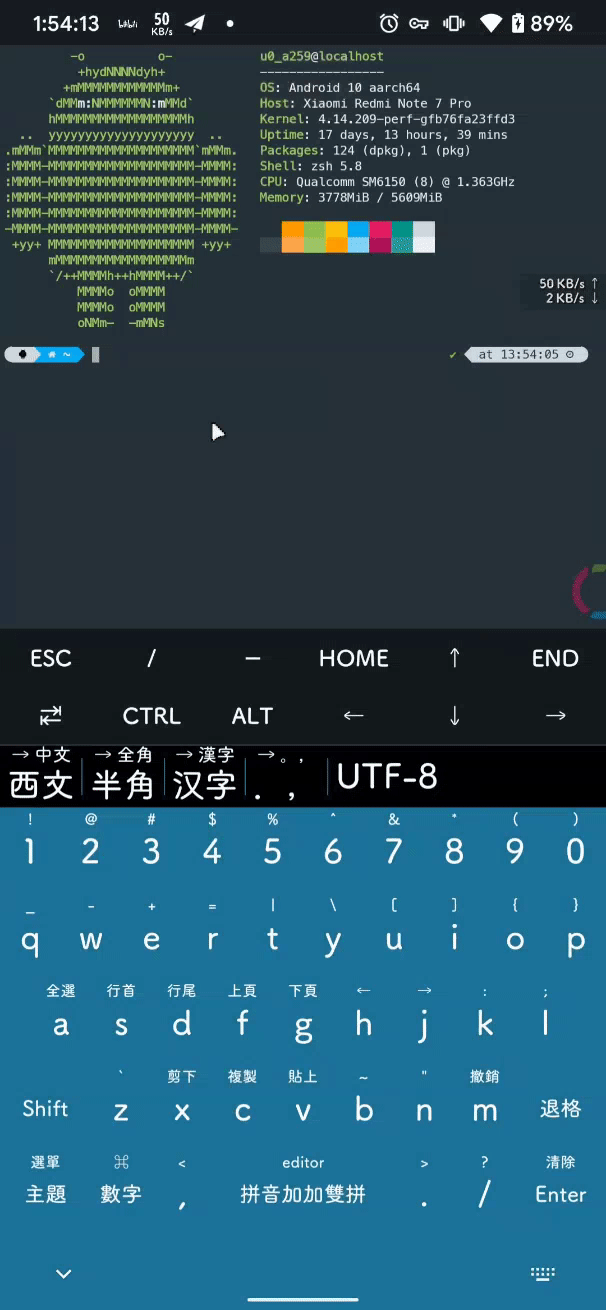 1:54:13 50 KB/s 89%
-o o-
+hydNNNNdyh+
+mMMMMMMMMMMMMm+
`dMMm:NMMMMMMN:mMMd`
hMMMMMMMMMMMMMMMMMMh
.. yyyyyyyyyyyyyyyyyyyy ..
.mMMm`MMMMMMMMMMMMMMMMMMMM`mMMm.
:MMMM-MMMMMMMMMMMMMMMMMMMM-MMMM:
:MMMM-MMMMMMMMMMMMMMMMMMMM-MMMM:
:MMMM-MMMMMMMMMMMMMMMMMMMM-MMMM:
:MMMM-MMMMMMMMMMMMMMMMMMMM-MMMM:
-MMMM-MMMMMMMMMMMMMMMMMMMM-MMMM-
+yy+ MMMMMMMMMMMMMMMMMMMM +yy+
mMMMMMMMMMMMMMMMMMMm
`/++MMMMh++hMMMM++/`
MMMMo oMMMM
MMMMo oMMMM
oNMm- -mMNs
u0_a259@localhost
-----------------
OS: Android 10 aarch64
Host: Xiaomi Redmi Note 7 Pro
Kernel: 4.14.209-perf-gfb76fa23ffd3
Uptime: 17 days, 13 hours, 39 mins
Packages: 124 (dpkg), 1 (pkg)
Shell: zsh 5.8
CPU: Qualcomm SM6150 (8) @ 1.363GHz
Memory: 3778MiB / 5609MiB
50 KB/s ↑
2 KB/s ↓
~ ✔ at 13:54:05
ESC / — HOME ↑ END
CTRL ALT ← ↓ →
→ 中文 → 全角 → 漢字 → 。,
西文 半角 汉字 . , UTF-8
! @ # $ % ^ & * ( )
1 2 3 4 5 6 7 8 9 0
_ - + = | \ [ ] { }
q w e r t y u i o p
全選 行首 行尾 上頁 下頁 ← → : ;
a s d f g h j k l
` 剪下 複製 貼上 ~ " 撤銷
Shift z x c v b n m 退格
選單 ⌘ < editor > ? 清除
主題 數字 , 拼音加加雙拼 . / Enter